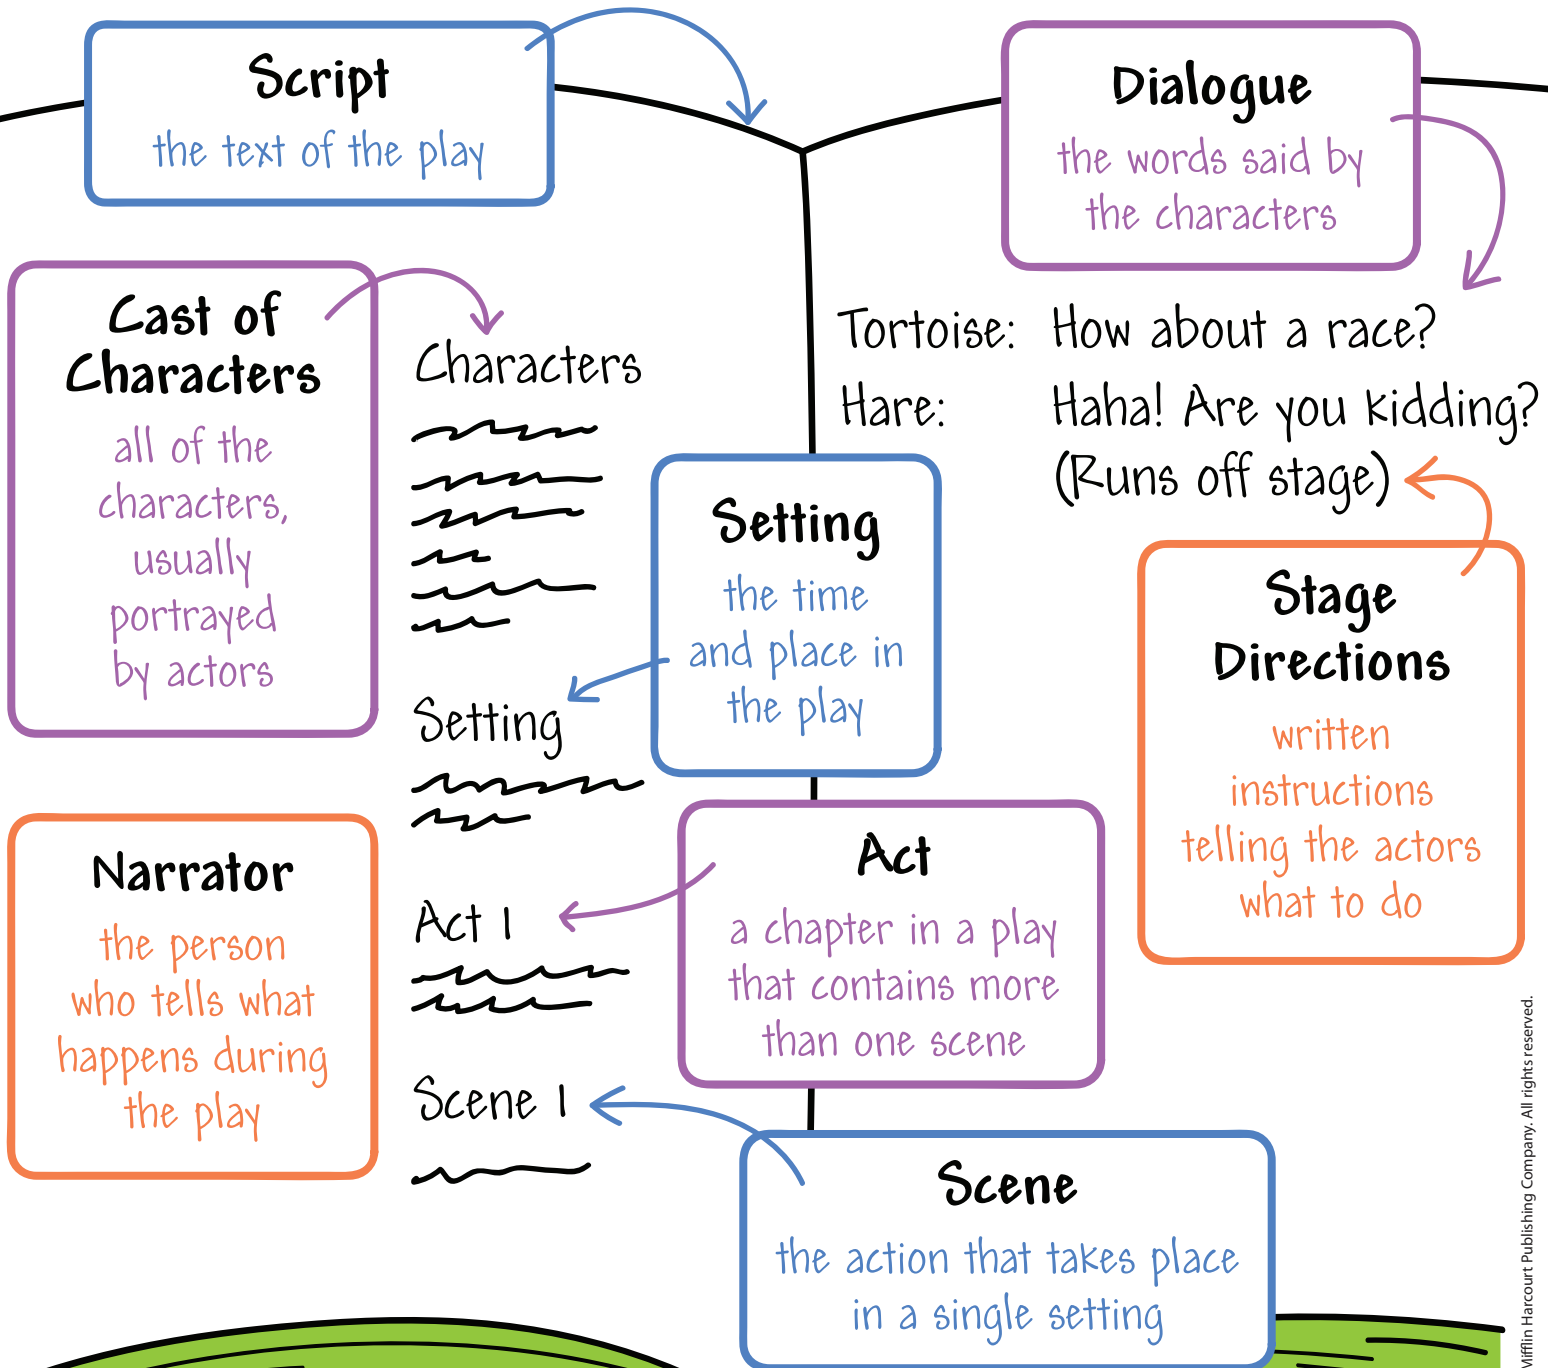 Script
the text of the play
Dialogue
the words said by
the characters
Cast of
Characters
all of the
characters,
usually
portrayed
by actors
Characters
Tortoise: How about a race?
Hare: Haha! Are you kidding?
(Runs off stage)
Setting
the time
and place in
the play
Setting
Stage
Directions
written
instructions
telling the actors
what to do
Narrator
the person
who tells what
happens during
the play
Act 1
Act
a chapter in a play
that contains more
than one scene
Scene 1
Scene
the action that takes place
in a single setting
Mifflin Harcourt Publishing Company. All rights reserved.